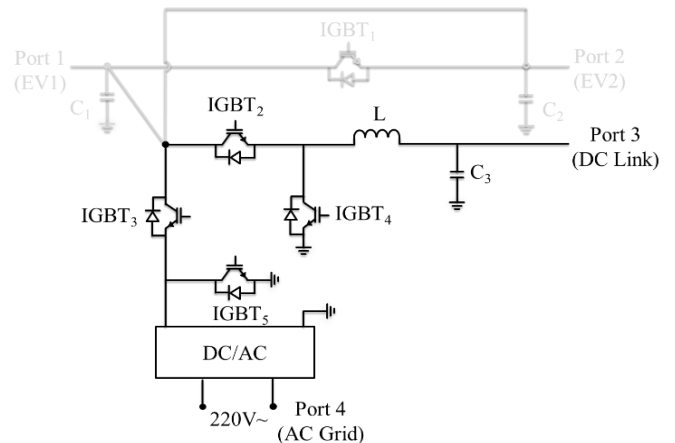 IGBT₁
Port 1
(EV1)
Port 2
(EV2)
C₁
C₂
IGBT₂
L
Port 3
(DC Link)
C₃
IGBT₃
IGBT₄
IGBT₅
DC/AC
220V~
Port 4
(AC Grid)